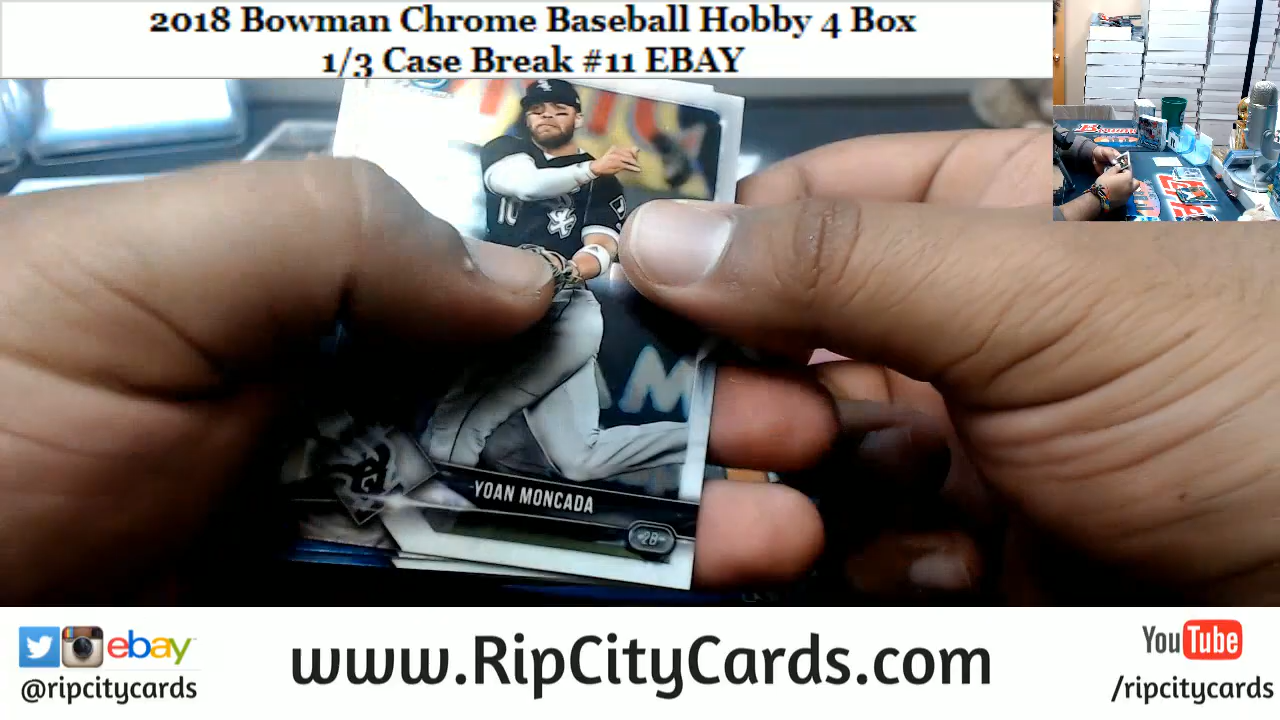 2018 Bowman Chrome Baseball Hobby 4 Box
1/3 Case Break #11 EBAY
10
YOAN MONCADA
2B
ebay
@ripcitycards
www.RipCityCards.com
YouTube
/ripcitycards